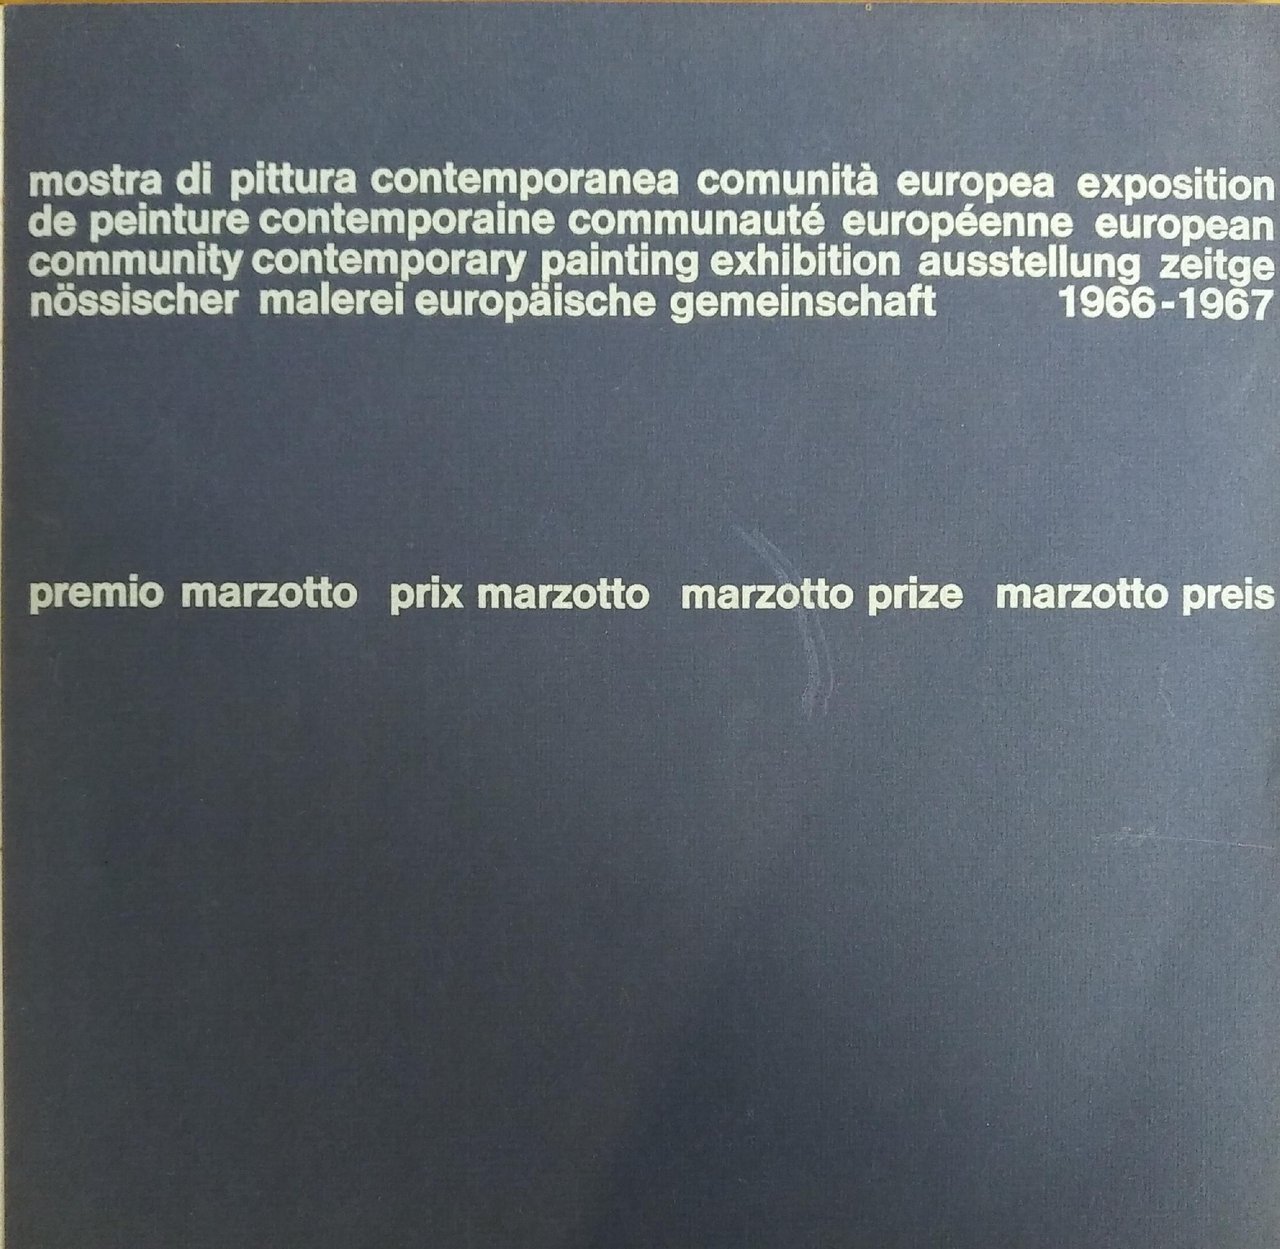 mostra di pittura contemporanea comunità europea exposition
de peinture contemporaine communauté européenne european
community contemporary painting exhibition ausstellung zeitge
nössischer malerei europäische gemeinschaft 1966-1967
premio marzotto prix marzotto marzotto prize marzotto preis